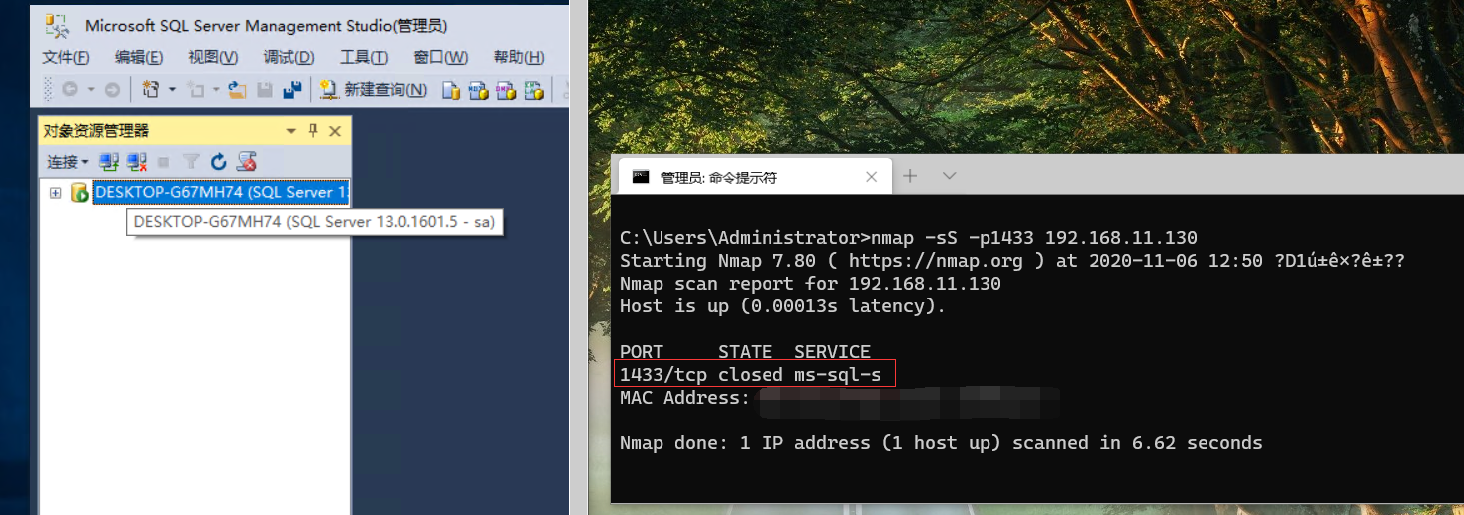 Microsoft SQL Server Management Studio(管理员)
文件(F) 编辑(E) 视图(V) 调试(D) 工具(T) 窗口(W) 帮助(H)
新建查询(N)
对象资源管理器
连接
DESKTOP-G67MH74 (SQL Server 13
DESKTOP-G67MH74 (SQL Server 13.0.1601.5 - sa)
管理员: 命令提示符
C:\Users\Administrator>nmap -sS -p1433 192.168.11.130
Starting Nmap 7.80 ( https://nmap.org ) at 2020-11-06 12:50 ?D1ú±ê×?ê±??
Nmap scan report for 192.168.11.130
Host is up (0.00013s latency).
PORT STATE SERVICE
1433/tcp closed ms-sql-s
MAC Address:
Nmap done: 1 IP address (1 host up) scanned in 6.62 seconds